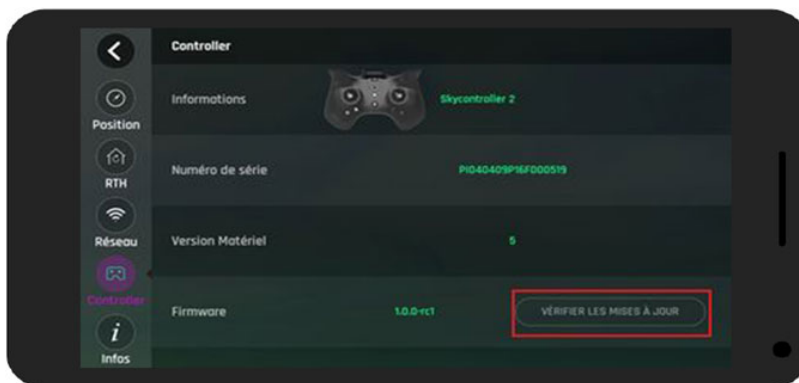 Controller
Informations
Skycontroller 2
Position
Numéro de série
PI040409P16F000519
RTH
Réseau
Version Matériel
5
Controller
Firmware
1.0.0-rc1
VÉRIFIER LES MISES À JOUR
i
Infos